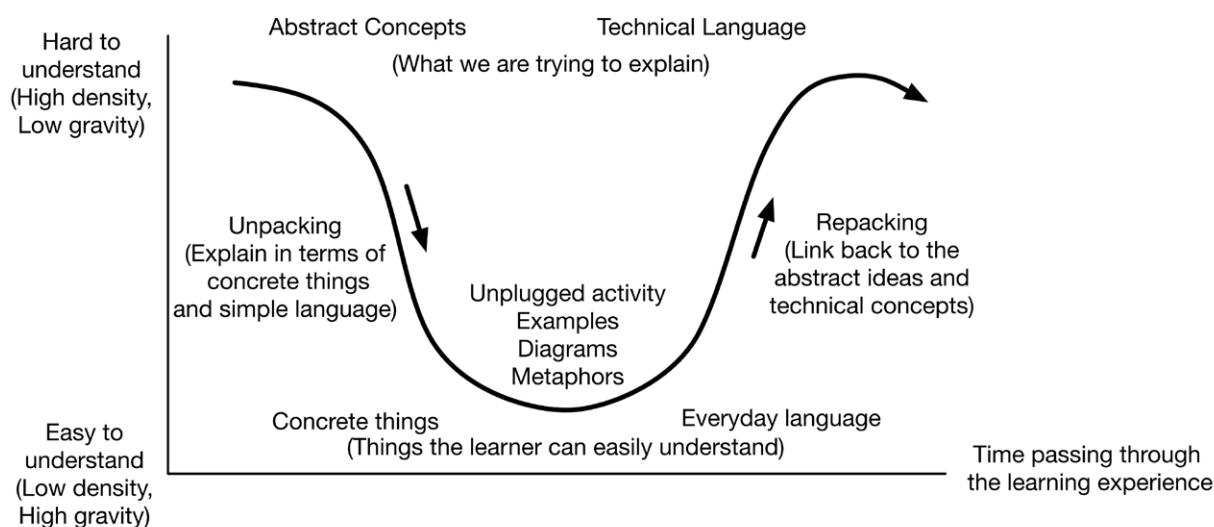 Abstract Concepts
Technical Language
(What we are trying to explain)
Hard to
understand
(High density,
Low gravity)
Unpacking
(Explain in terms of
concrete things
and simple language)
Unplugged activity
Examples
Diagrams
Metaphors
Repacking
(Link back to the
abstract ideas and
technical concepts)
Concrete things
Everyday language
(Things the learner can easily understand)
Easy to
understand
(Low density,
High gravity)
Time passing through
the learning experience